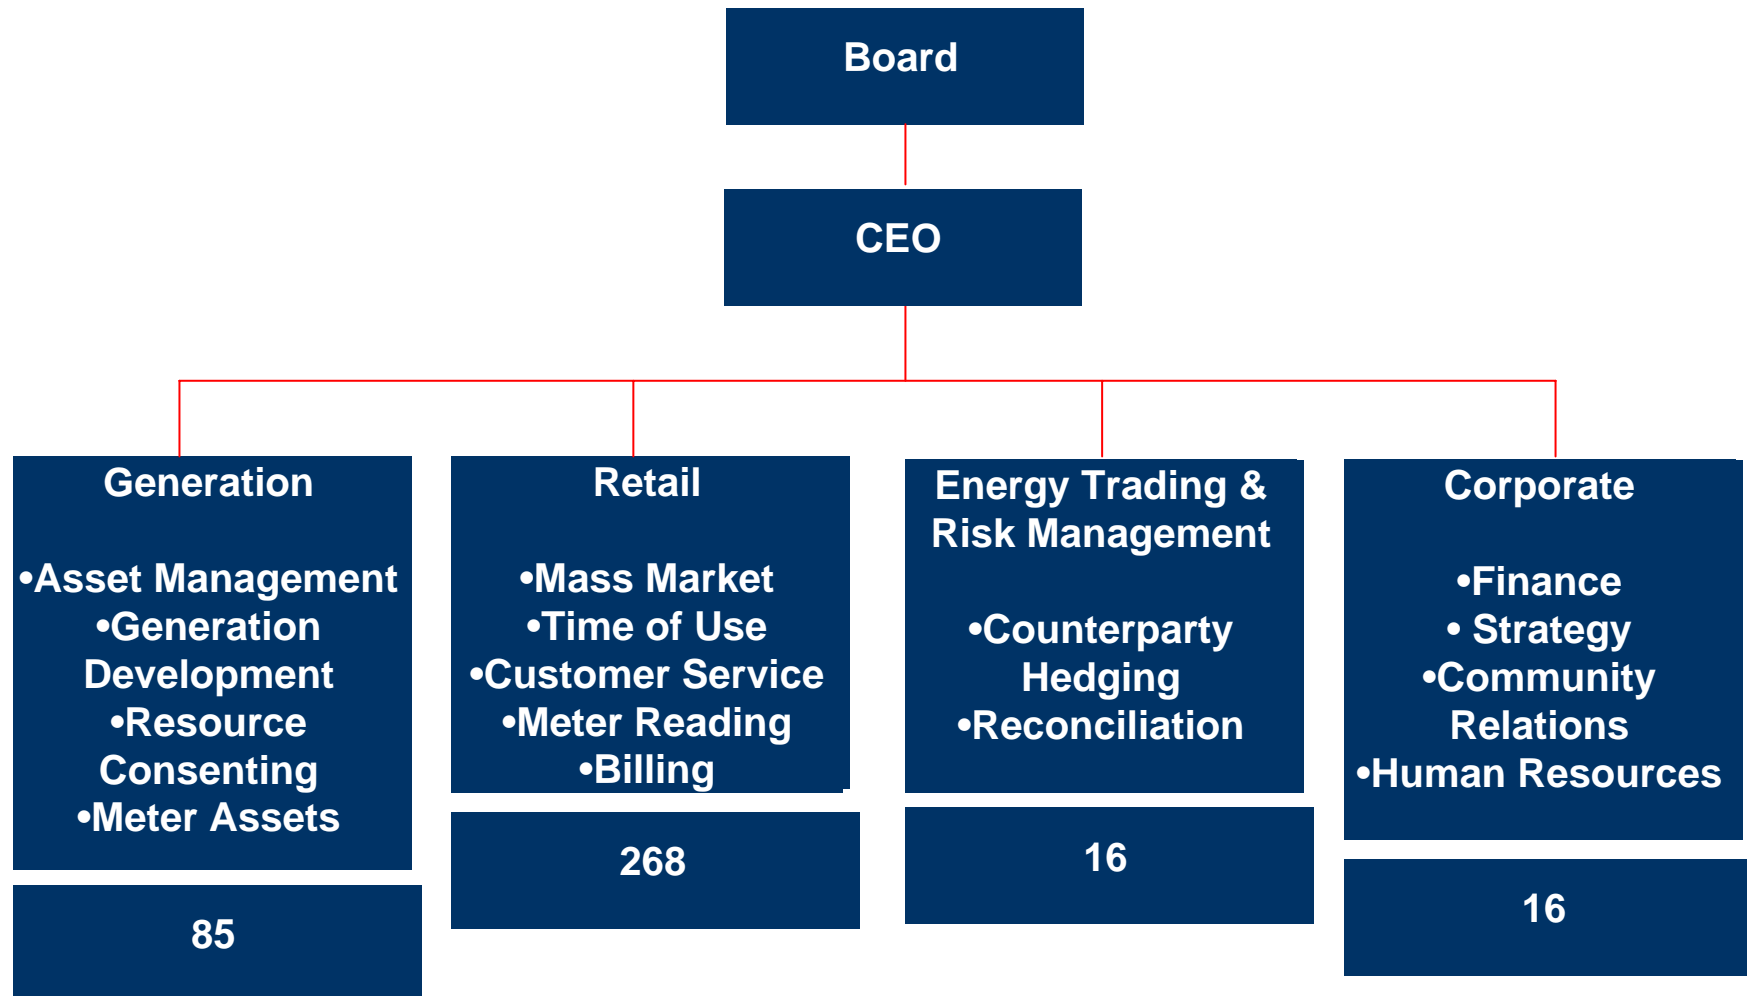 Board
CEO
Generation
•Asset Management
•Generation
Development
•Resource
Consenting
•Meter Assets
85
Retail
•Mass Market
•Time of Use
•Customer Service
•Meter Reading
•Billing
268
Energy Trading &
Risk Management
•Counterparty
Hedging
•Reconciliation
16
Corporate
•Finance
• Strategy
•Community
Relations
•Human Resources
16